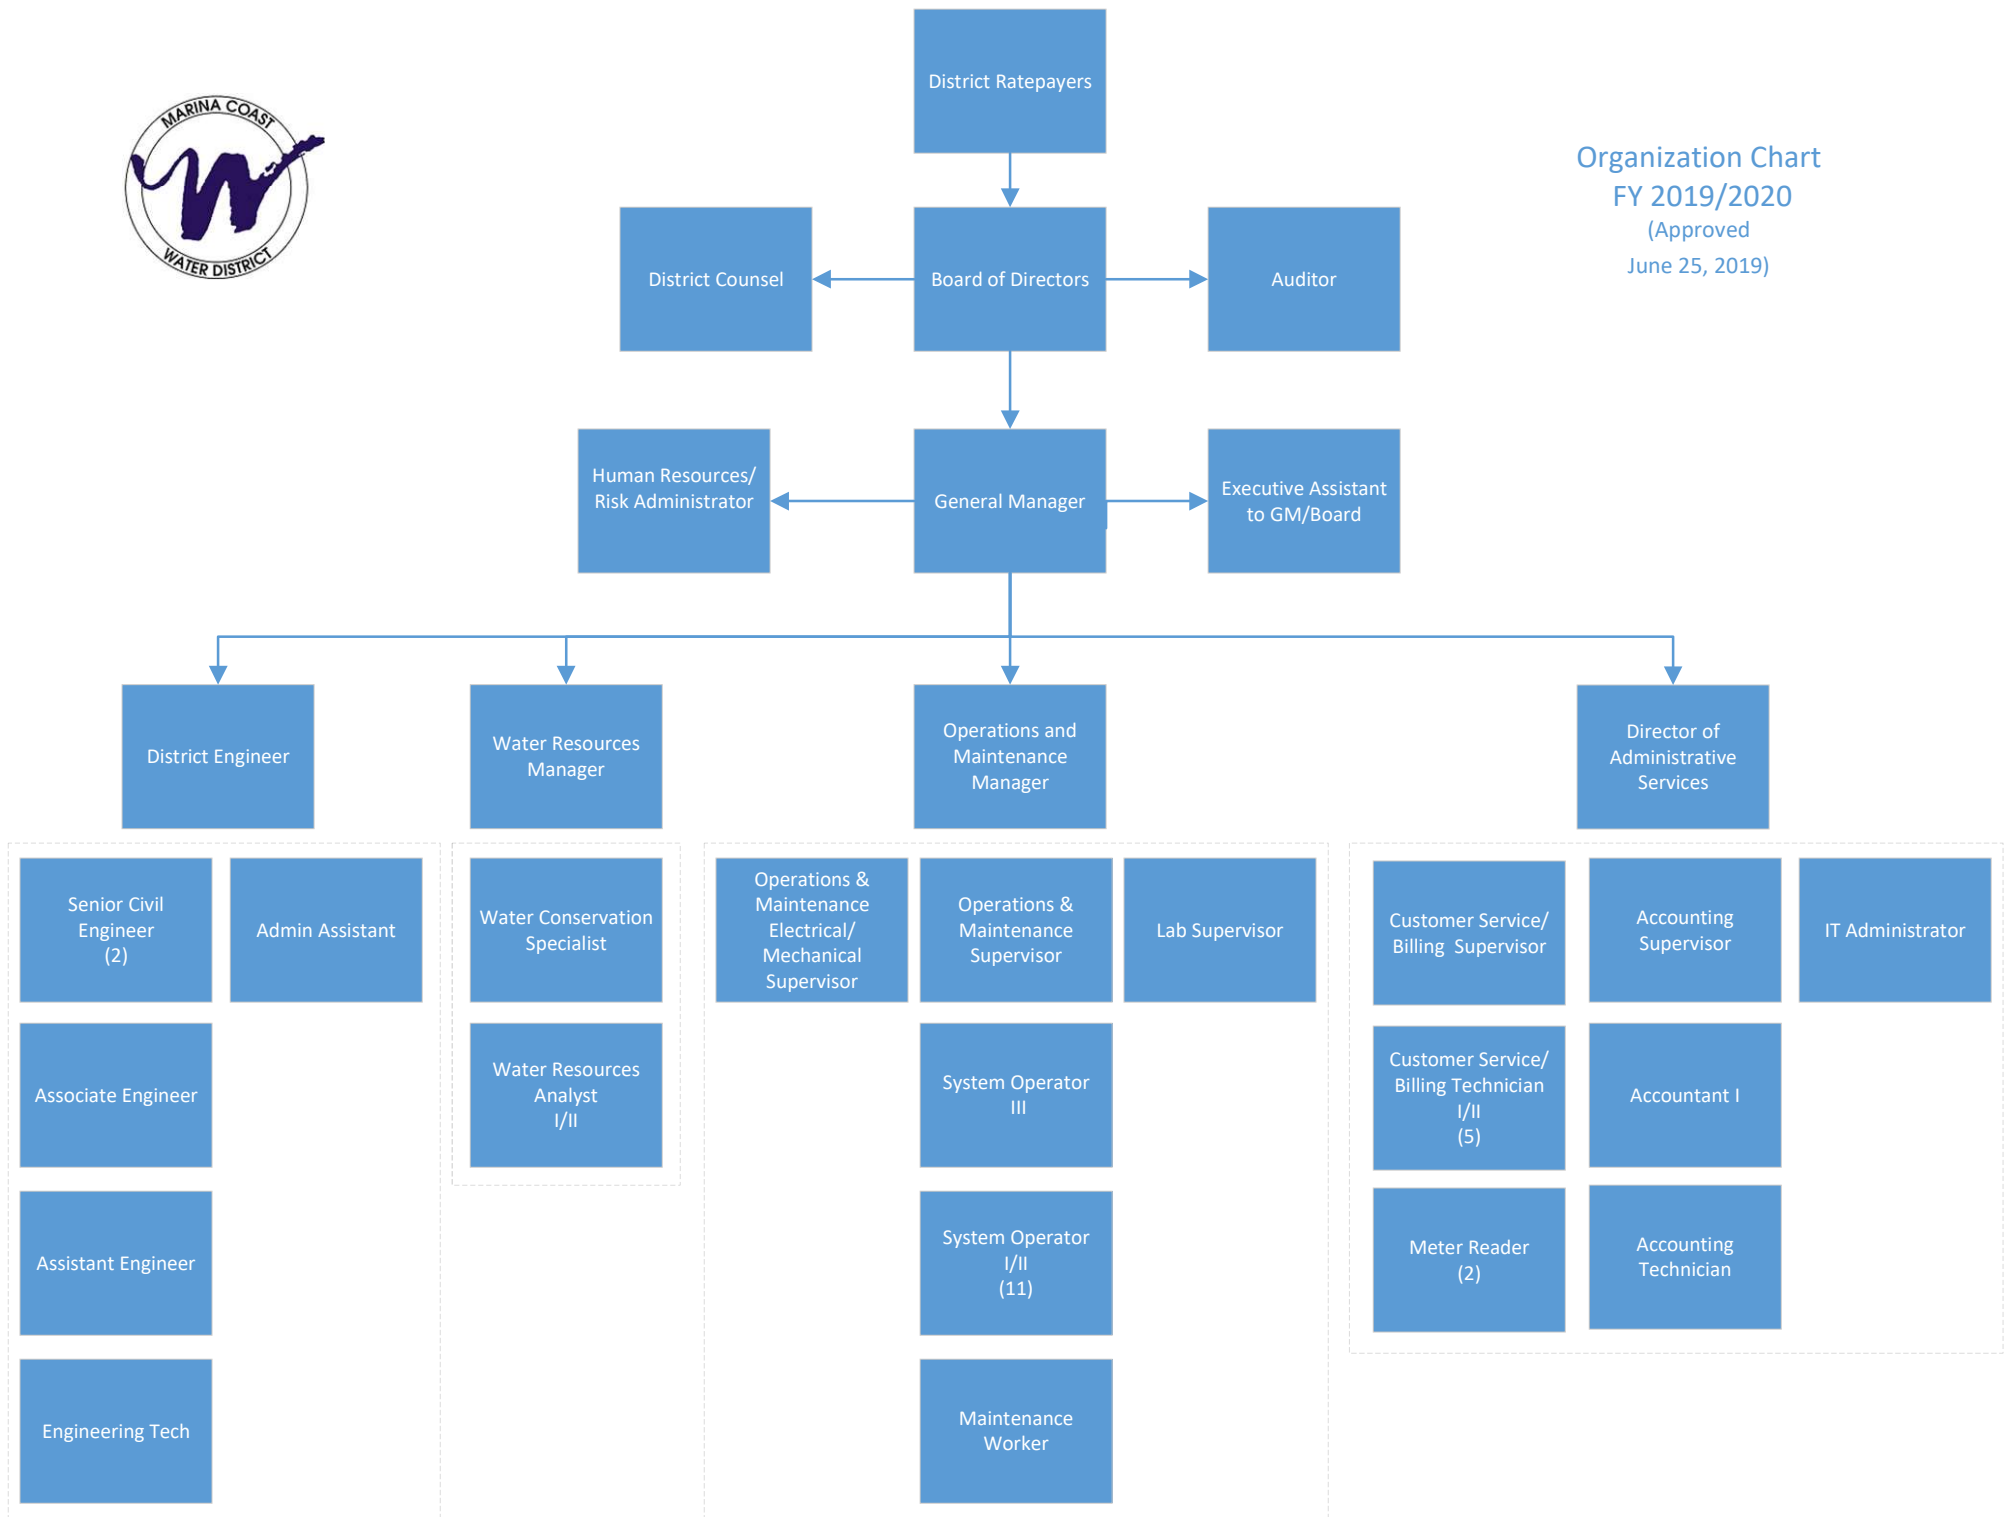 District Ratepayers
MARINA COAST
WATER DISTRICT
Organization Chart
FY 2019/2020
(Approved
June 25, 2019)
District Counsel
Board of Directors
Auditor
Human Resources/
Risk Administrator
General Manager
Executive Assistant
to GM/Board
District Engineer
Water Resources
Manager
Operations and
Maintenance
Manager
Director of
Administrative
Services
Senior Civil
Engineer
(2)
Admin Assistant
Associate Engineer
Assistant Engineer
Engineering Tech
Water Conservation
Specialist
Water Resources
Analyst
I/II
Operations &
Maintenance
Electrical/
Mechanical
Supervisor
Operations &
Maintenance
Supervisor
Lab Supervisor
System Operator
III
System Operator
I/II
(11)
Maintenance
Worker
Customer Service/
Billing  Supervisor
Accounting
Supervisor
IT Administrator
Customer Service/
Billing Technician
I/II
(5)
Accountant I
Meter Reader
(2)
Accounting
Technician